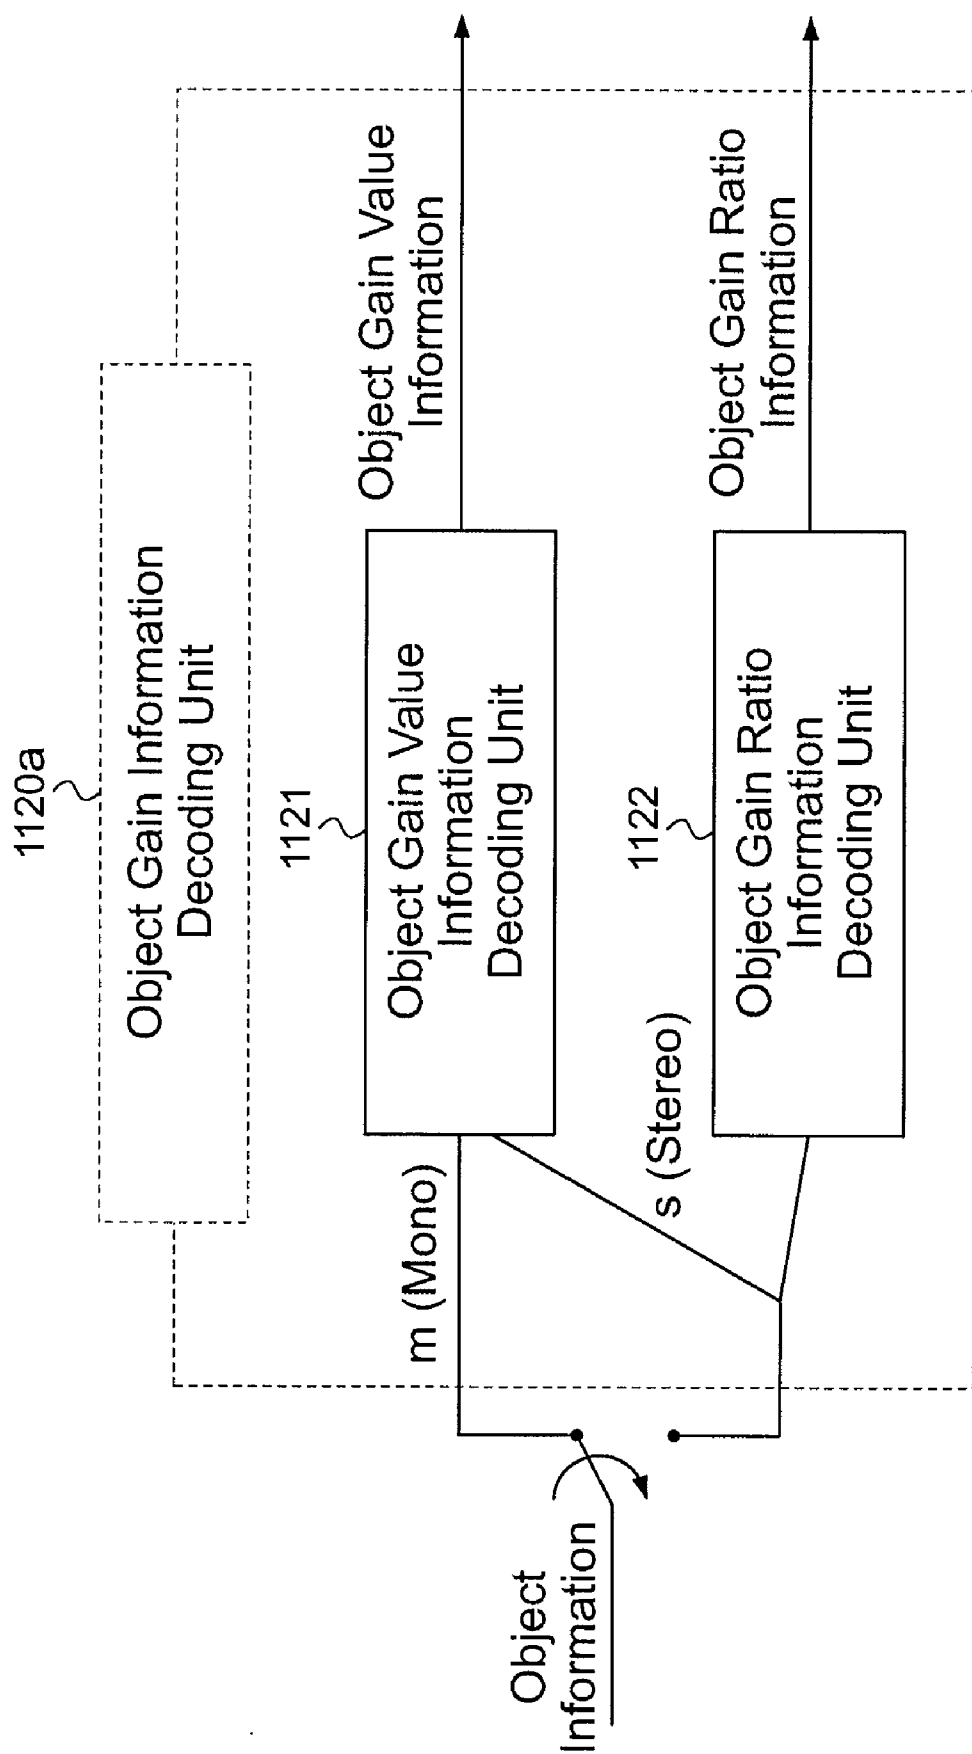 1120a
Object Gain Information
Decoding Unit
1121
Object Gain Value
Information
Decoding Unit
Object Gain Value
Information
m (Mono)
s (Stereo)
1122
Object Gain Ratio
Information
Decoding Unit
Object Gain Ratio
Information
Object
Information